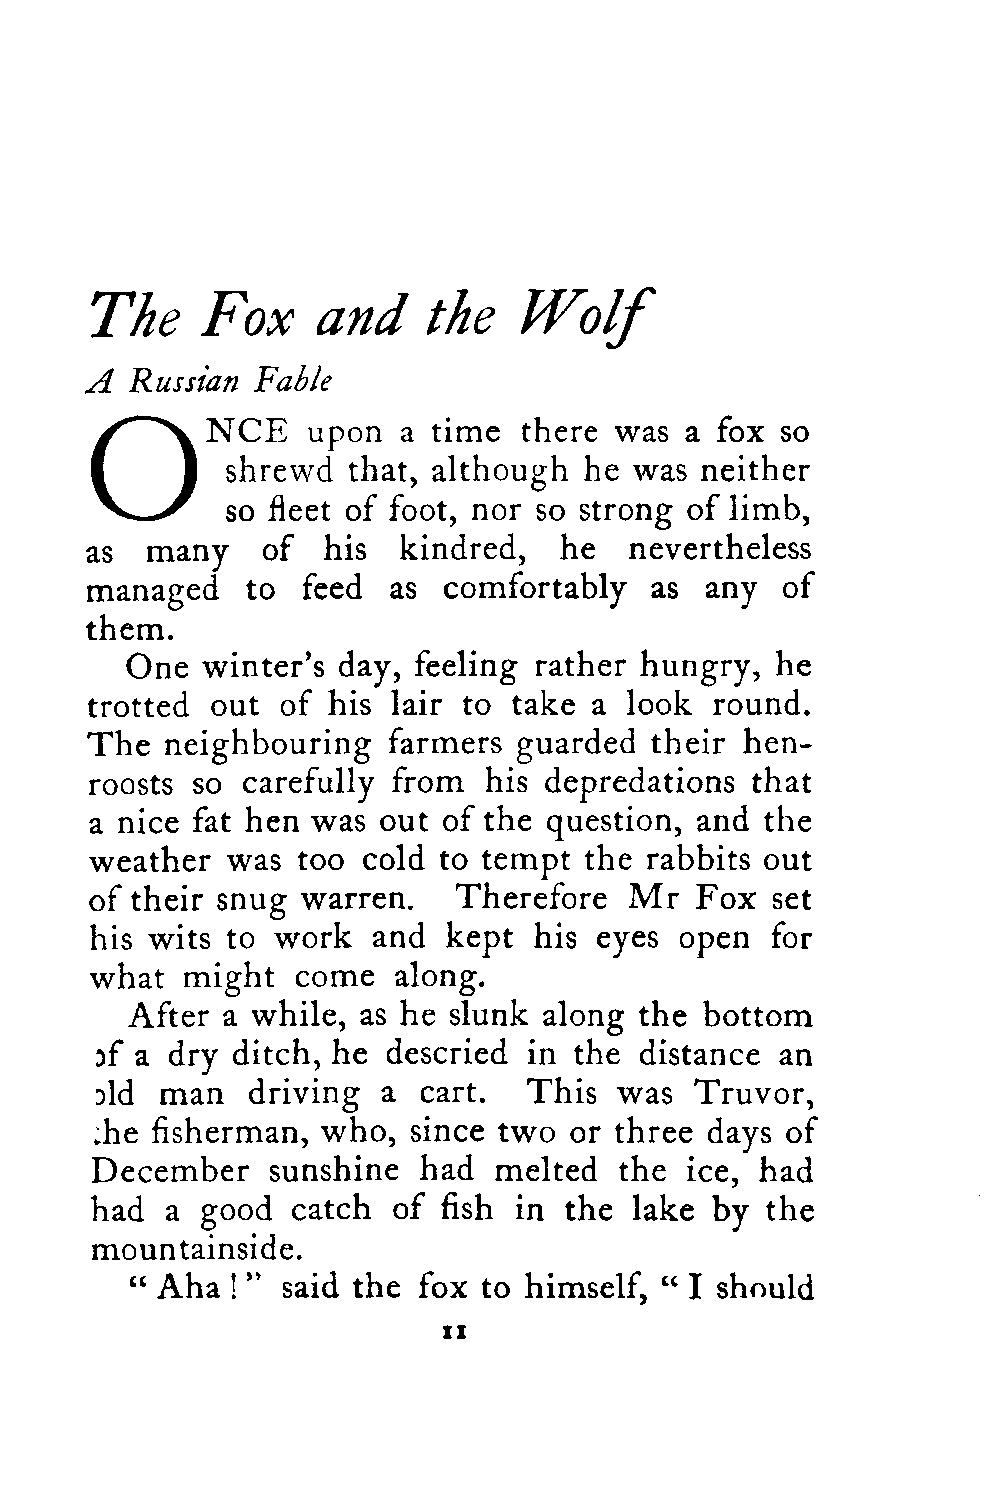 The Fox and the Wolf
A Russian Fable
ONCE upon a time there was a fox so
shrewd that, although he was neither
so fleet of foot, nor so strong of limb,
as many of his kindred, he nevertheless
managed to feed as comfortably as any of
them.
One winter's day, feeling rather hungry, he
trotted out of his lair to take a look round.
The neighbouring farmers guarded their hen-
roosts so carefully from his depredations that
a nice fat hen was out of the question, and the
weather was too cold to tempt the rabbits out
of their snug warren. Therefore Mr Fox set
his wits to work and kept his eyes open for
what might come along.
After a while, as he slunk along the bottom
of a dry ditch, he descried in the distance an
old man driving a cart. This was Truvor,
the fisherman, who, since two or three days of
December sunshine had melted the ice, had
had a good catch of fish in the lake by the
mountainside.
“ Aha ! ” said the fox to himself, “ I should
11